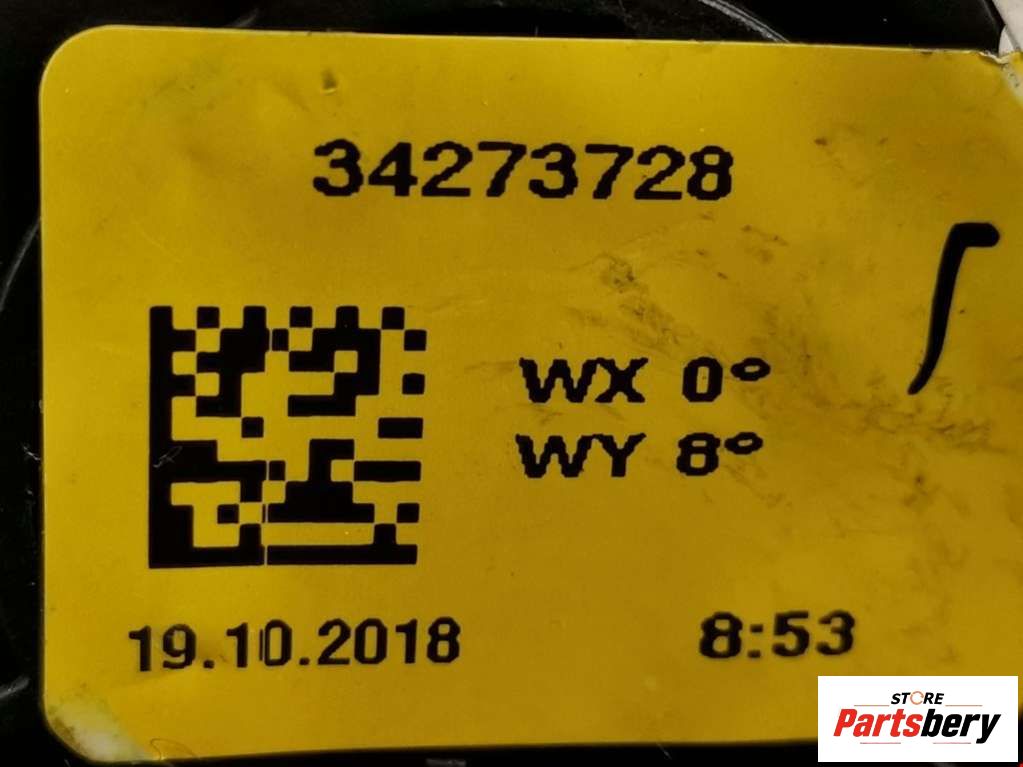 34273728
WX 0°
WY 8°
19.10.2018
8:53
STORE
Partsbery